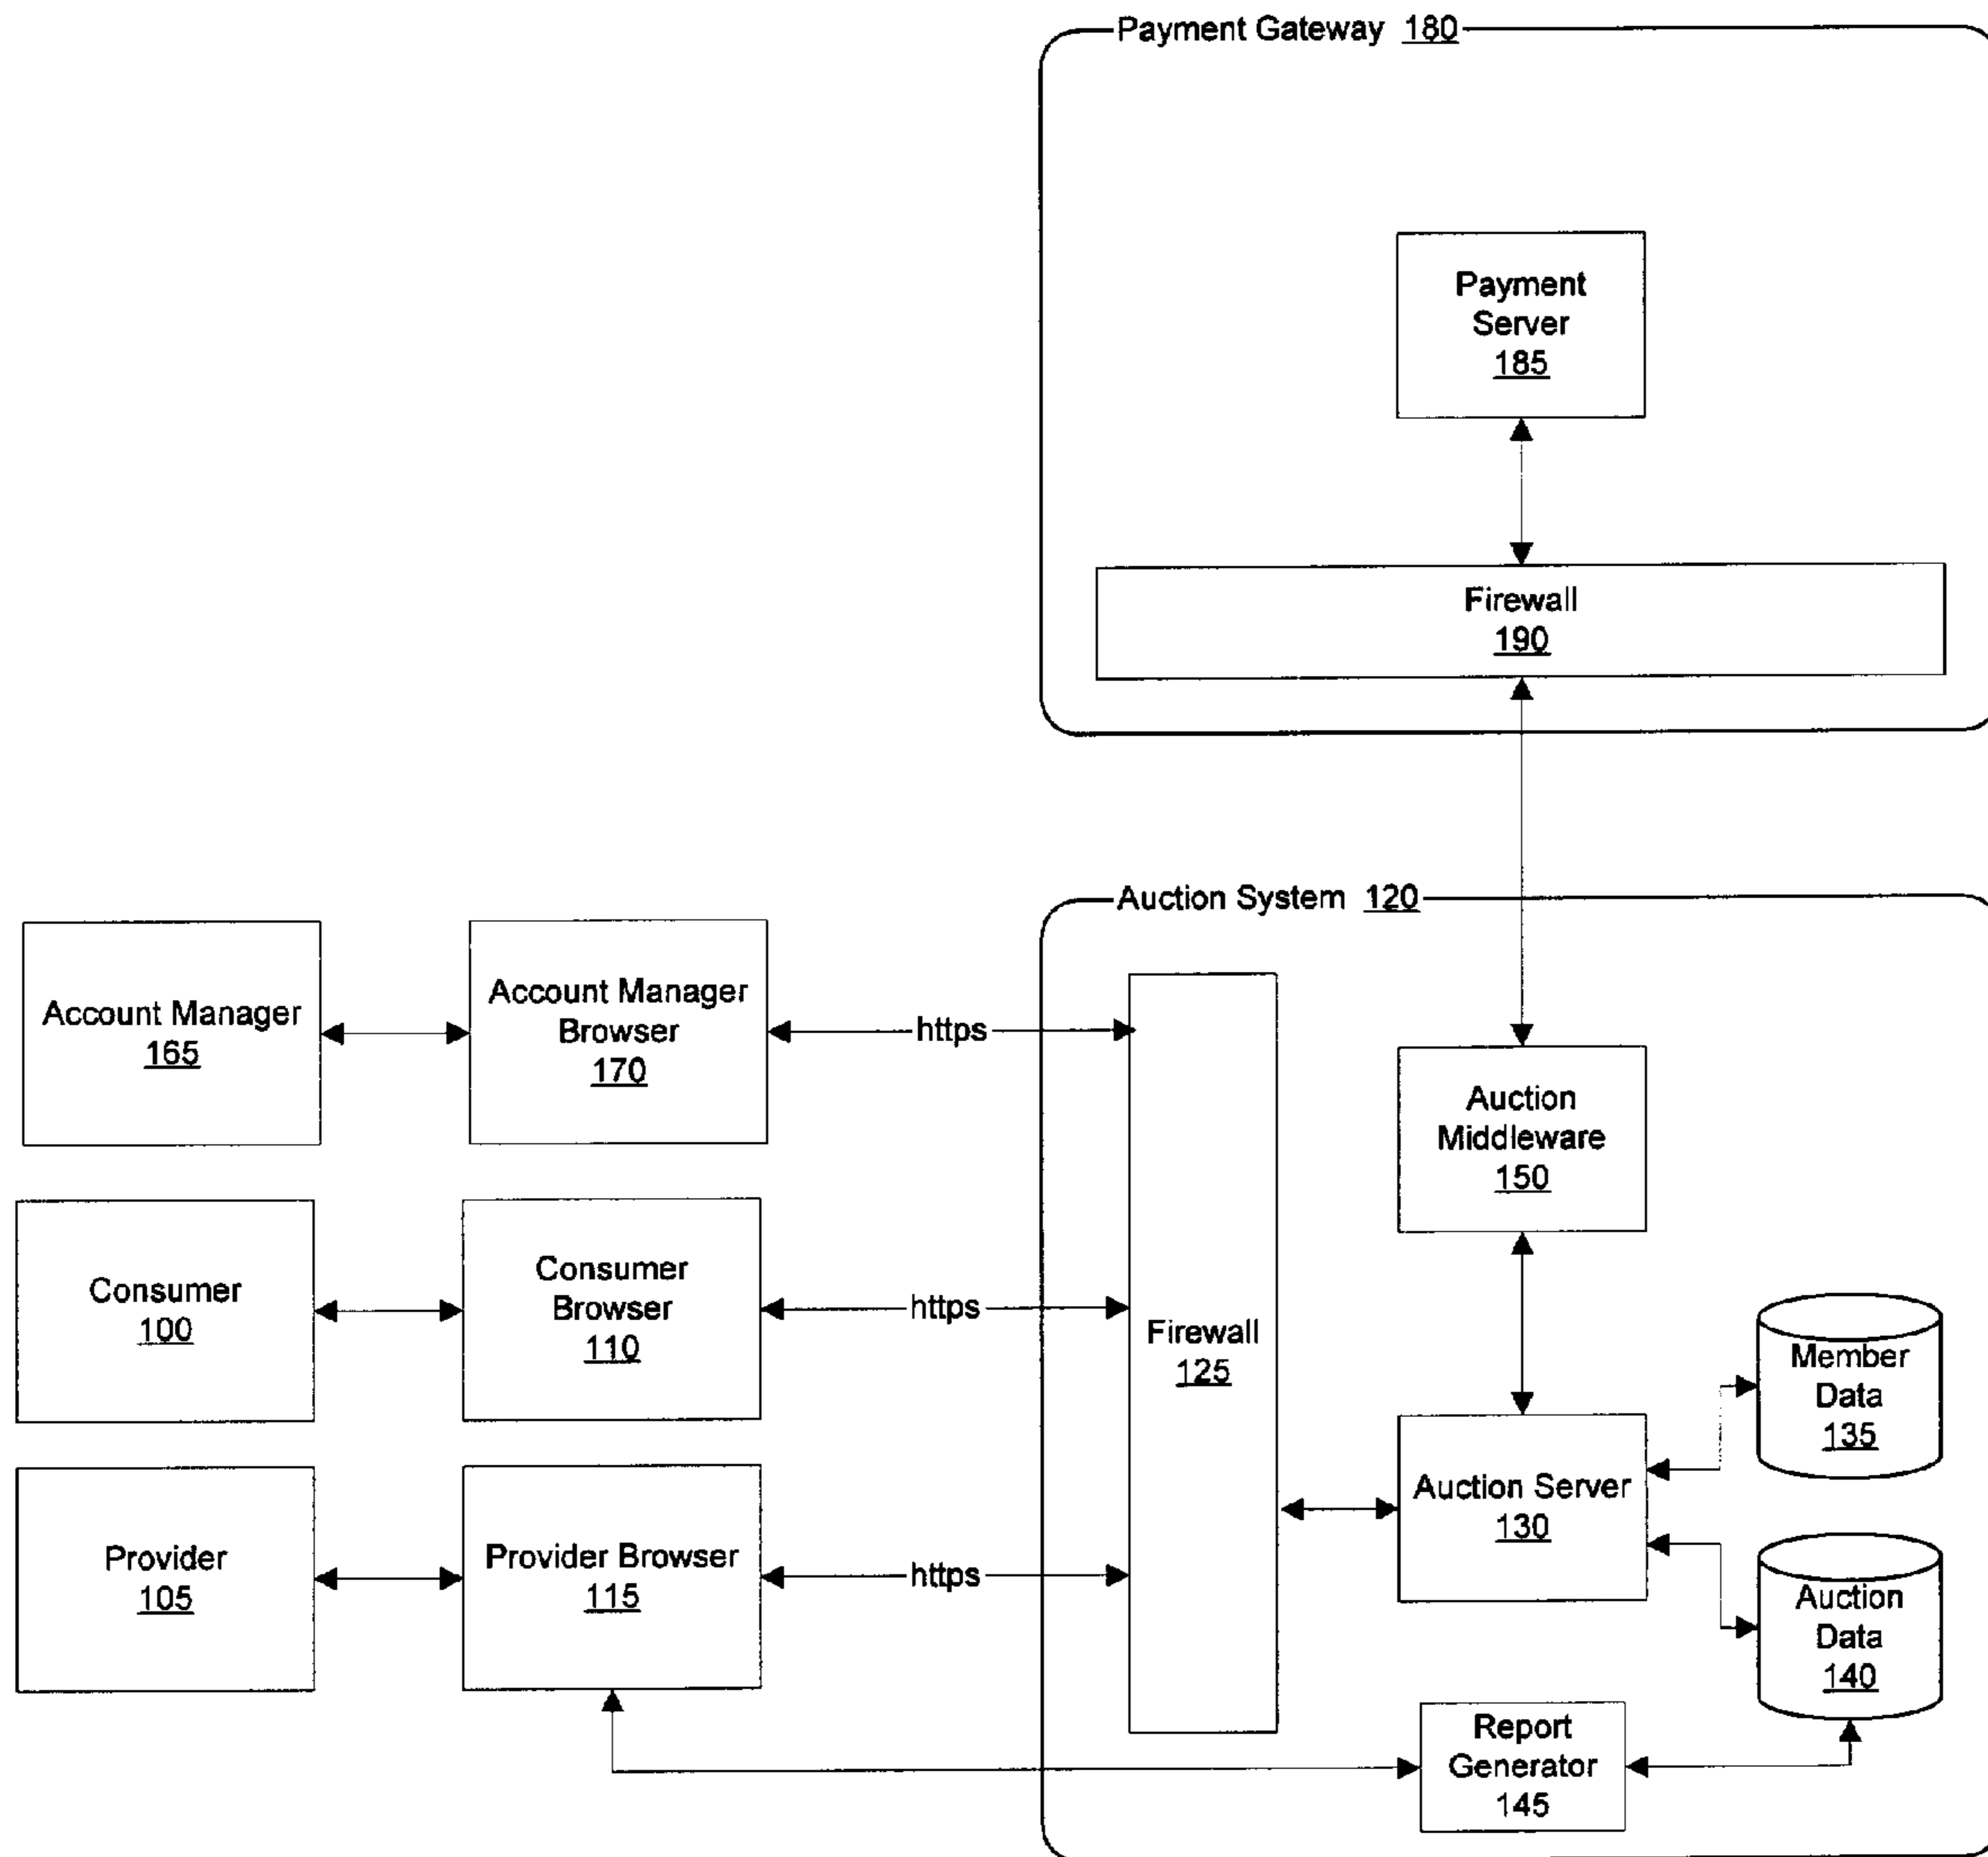 Payment Gateway 180
Payment
Server
185
Firewall
190
Auction System 120
Account Manager
165
Account Manager
Browser
170
https
Auction
Middleware
150
Consumer
100
Consumer
Browser
110
https
Firewall
125
Member
Data
135
Auction Server
130
Provider
105
Provider Browser
115
https
Auction
Data
140
Report
Generator
145